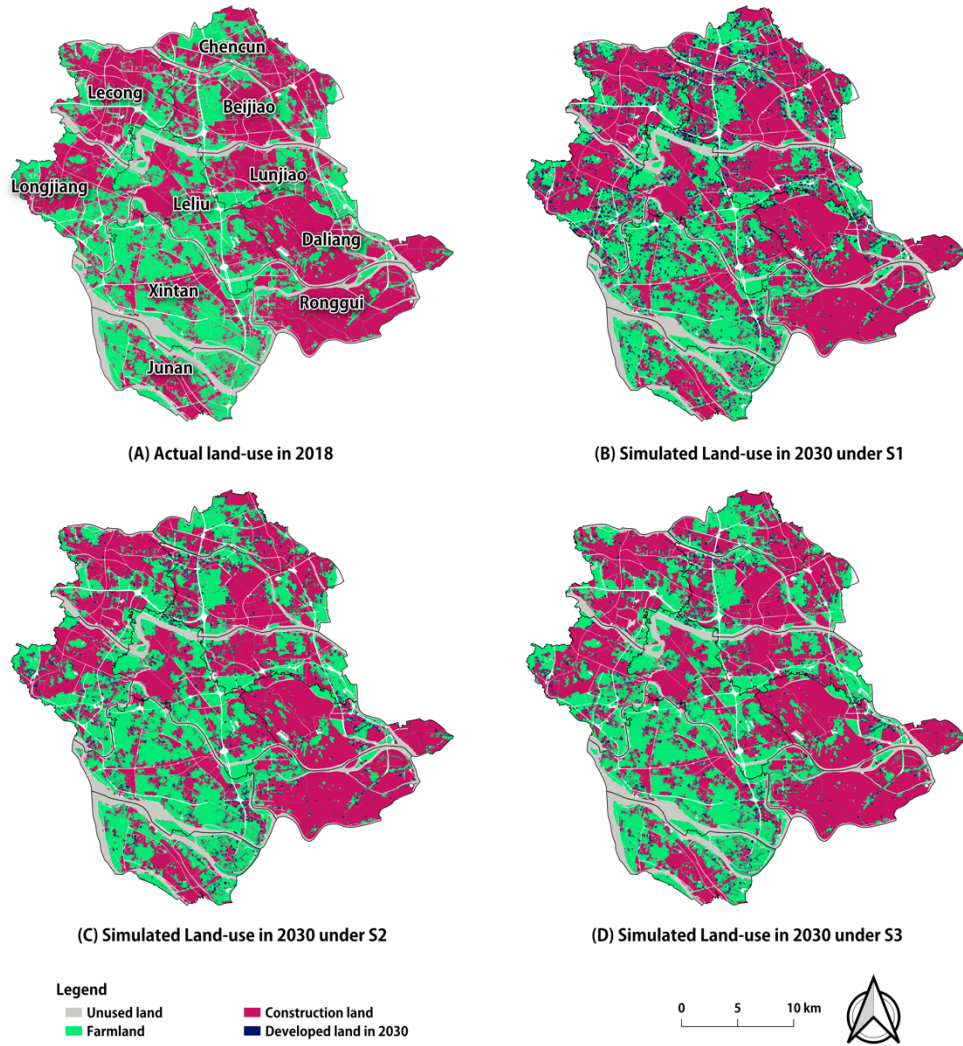 Chencun
Lecong
Beijiao
Longjiang
Lunjiao
Leliu
Daliang
Xintan
Ronggui
Junan
(A) Actual land-use in 2018
(B) Simulated Land-use in 2030 under S1
(C) Simulated Land-use in 2030 under S2
(D) Simulated Land-use in 2030 under S3
Legend
Unused land
Construction land
Farmland
Developed land in 2030
0 5 10 km